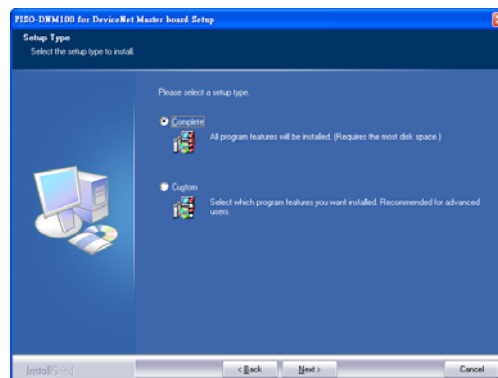 PISO-DNM100 for DeviceNet Master board Setup
Setup Type
Select the setup type to install.
Please select a setup type.
Complete
All program features will be installed. (Requires the most disk space.)
Custom
Select which program features you want installed. Recommended for advanced
users.
InstallShield
< Back
Next >
Cancel